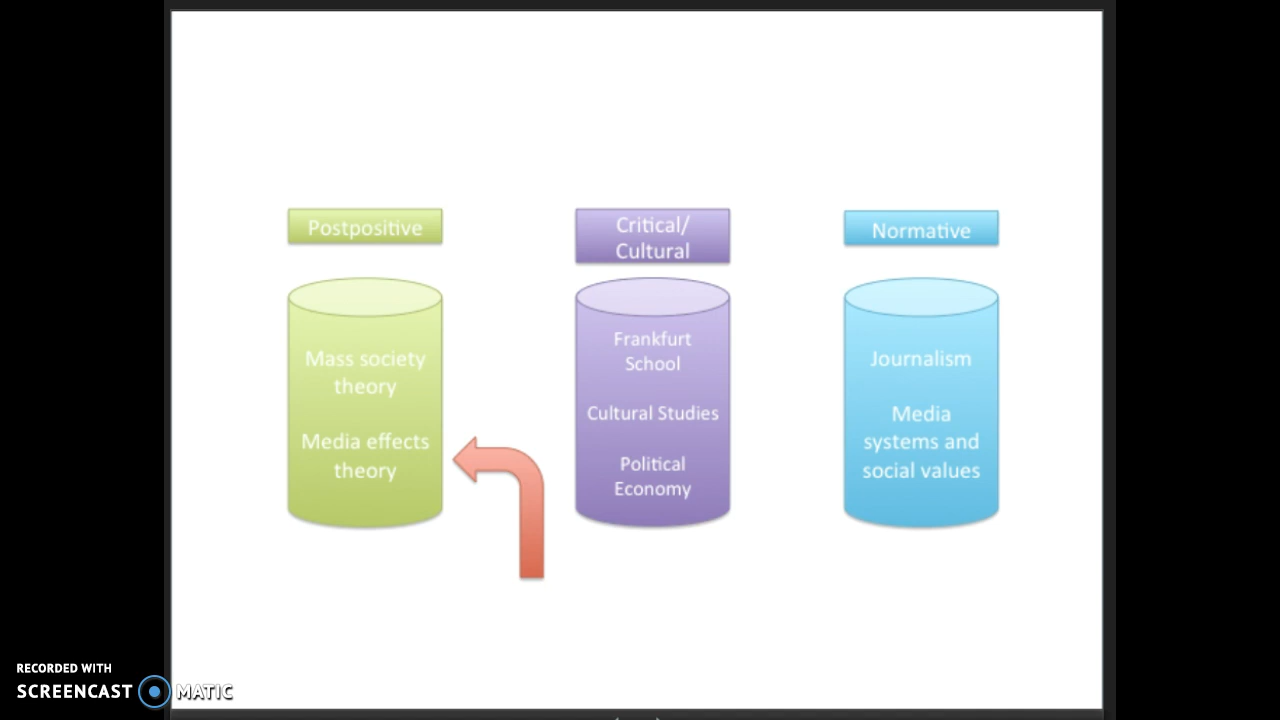 Postpositive
Critical/
Cultural
Normative
Mass society
theory
Media effects
theory
Frankfurt
School
Cultural Studies
Political
Economy
Journalism
Media
systems and
social values
RECORDED WITH
SCREENCAST MATIC